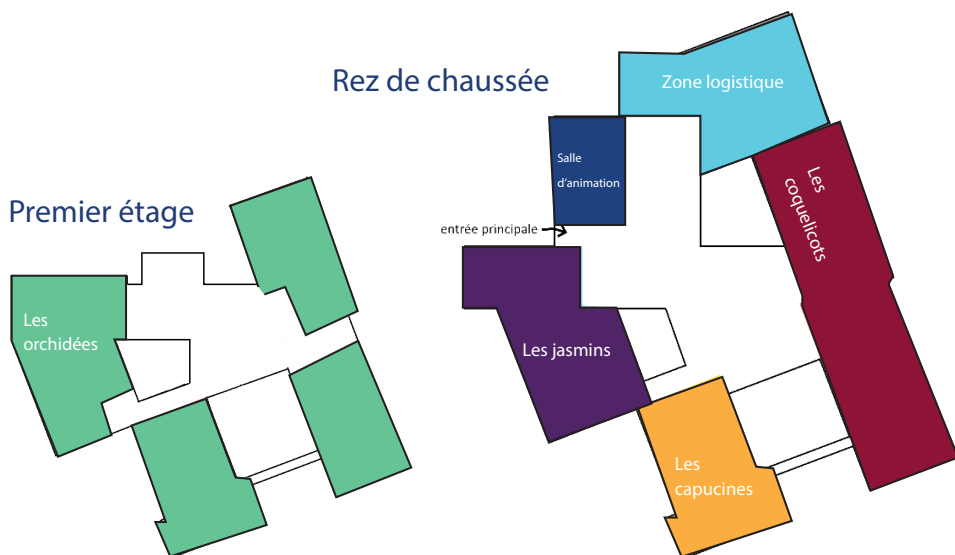 Rez de chaussée
Zone logistique
Salle
d'animation
Les
coquelicots
entrée principale
Les jasmins
Les
capucines
Premier étage
Les
orchidées